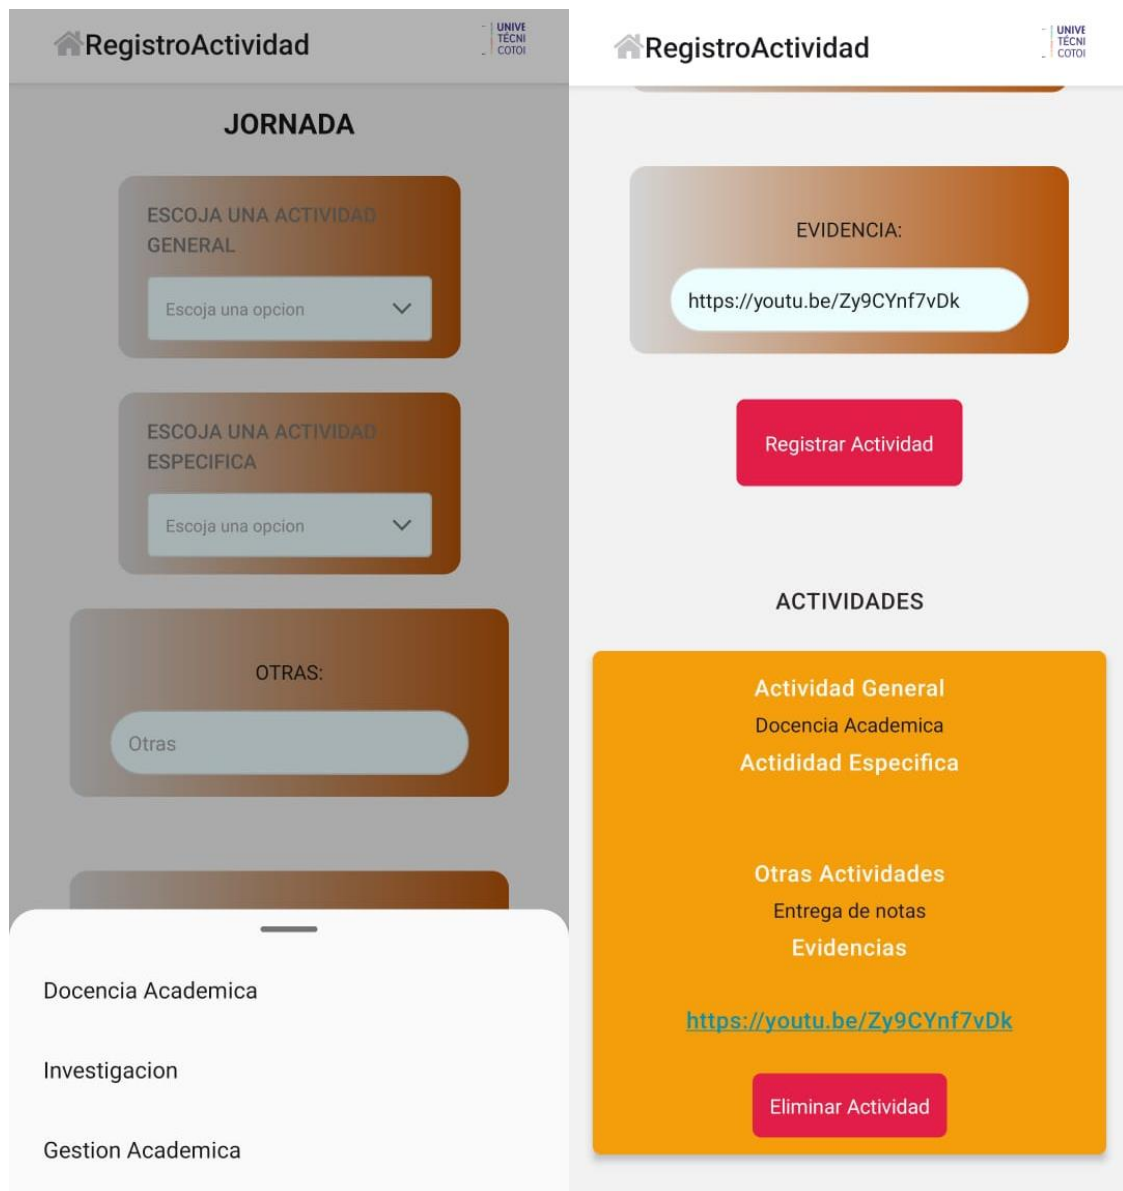 RegistroActividad
UNIVE
TÉCNI
COTOI
JORNADA
ESCOJA UNA ACTIVIDAD
GENERAL
Escoja una opcion
ESCOJA UNA ACTIVIDAD
ESPECIFICA
Escoja una opcion
OTRAS:
Otras
Docencia Academica
Investigacion
Gestion Academica
RegistroActividad
UNIVE
TÉCNI
COTOI
EVIDENCIA:
https://youtu.be/Zy9CYnf7vDk
Registrar Actividad
ACTIVIDADES
Actividad General
Docencia Academica
Actididad Especifica
Otras Actividades
Entrega de notas
Evidencias
https://youtu.be/Zy9CYnf7vDk
Eliminar Actividad